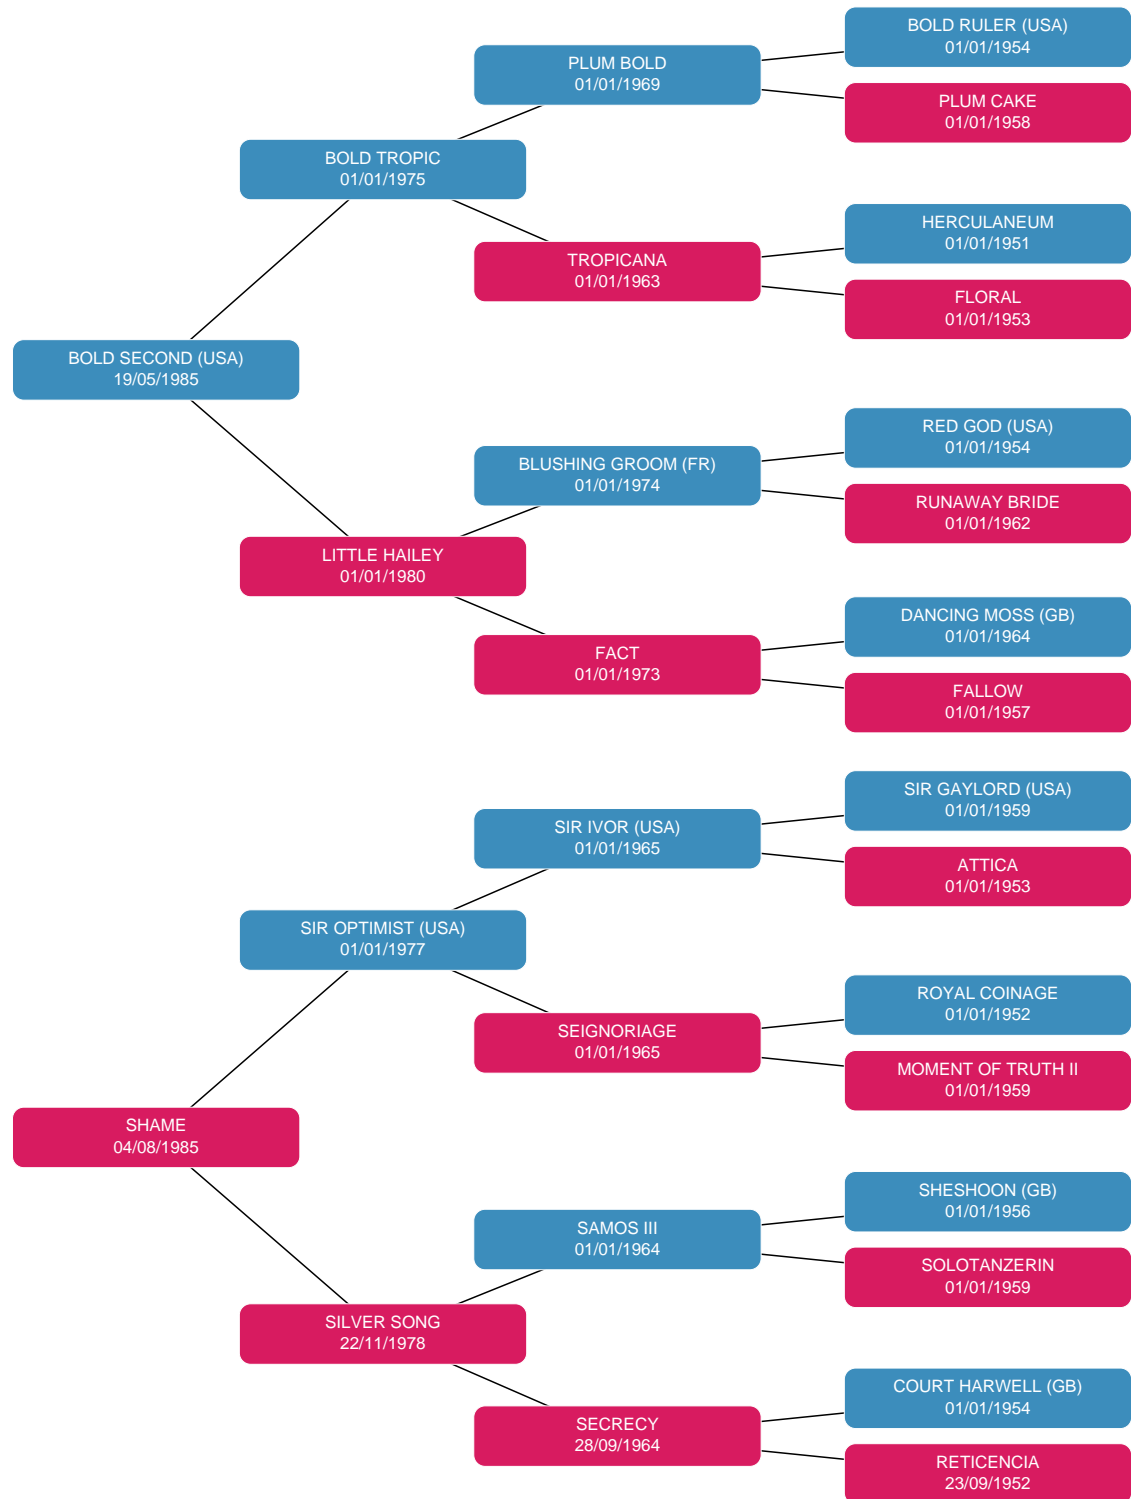 BOLD RULER (USA)
01/01/1954
PLUM BOLD
01/01/1969
PLUM CAKE
01/01/1958
BOLD TROPIC
01/01/1975
HERCULANEUM
01/01/1951
TROPICANA
01/01/1963
FLORAL
01/01/1953
BOLD SECOND (USA)
19/05/1985
RED GOD (USA)
01/01/1954
BLUSHING GROOM (FR)
01/01/1974
RUNAWAY BRIDE
01/01/1962
LITTLE HAILEY
01/01/1980
DANCING MOSS (GB)
01/01/1964
FACT
01/01/1973
FALLOW
01/01/1957
SIR GAYLORD (USA)
01/01/1959
SIR IVOR (USA)
01/01/1965
ATTICA
01/01/1953
SIR OPTIMIST (USA)
01/01/1977
ROYAL COINAGE
01/01/1952
SEIGNORIAGE
01/01/1965
MOMENT OF TRUTH II
01/01/1959
SHAME
04/08/1985
SHESHOON (GB)
01/01/1956
SAMOS III
01/01/1964
SOLOTANZERIN
01/01/1959
SILVER SONG
22/11/1978
COURT HARWELL (GB)
01/01/1954
SECRECY
28/09/1964
RETICENCIA
23/09/1952